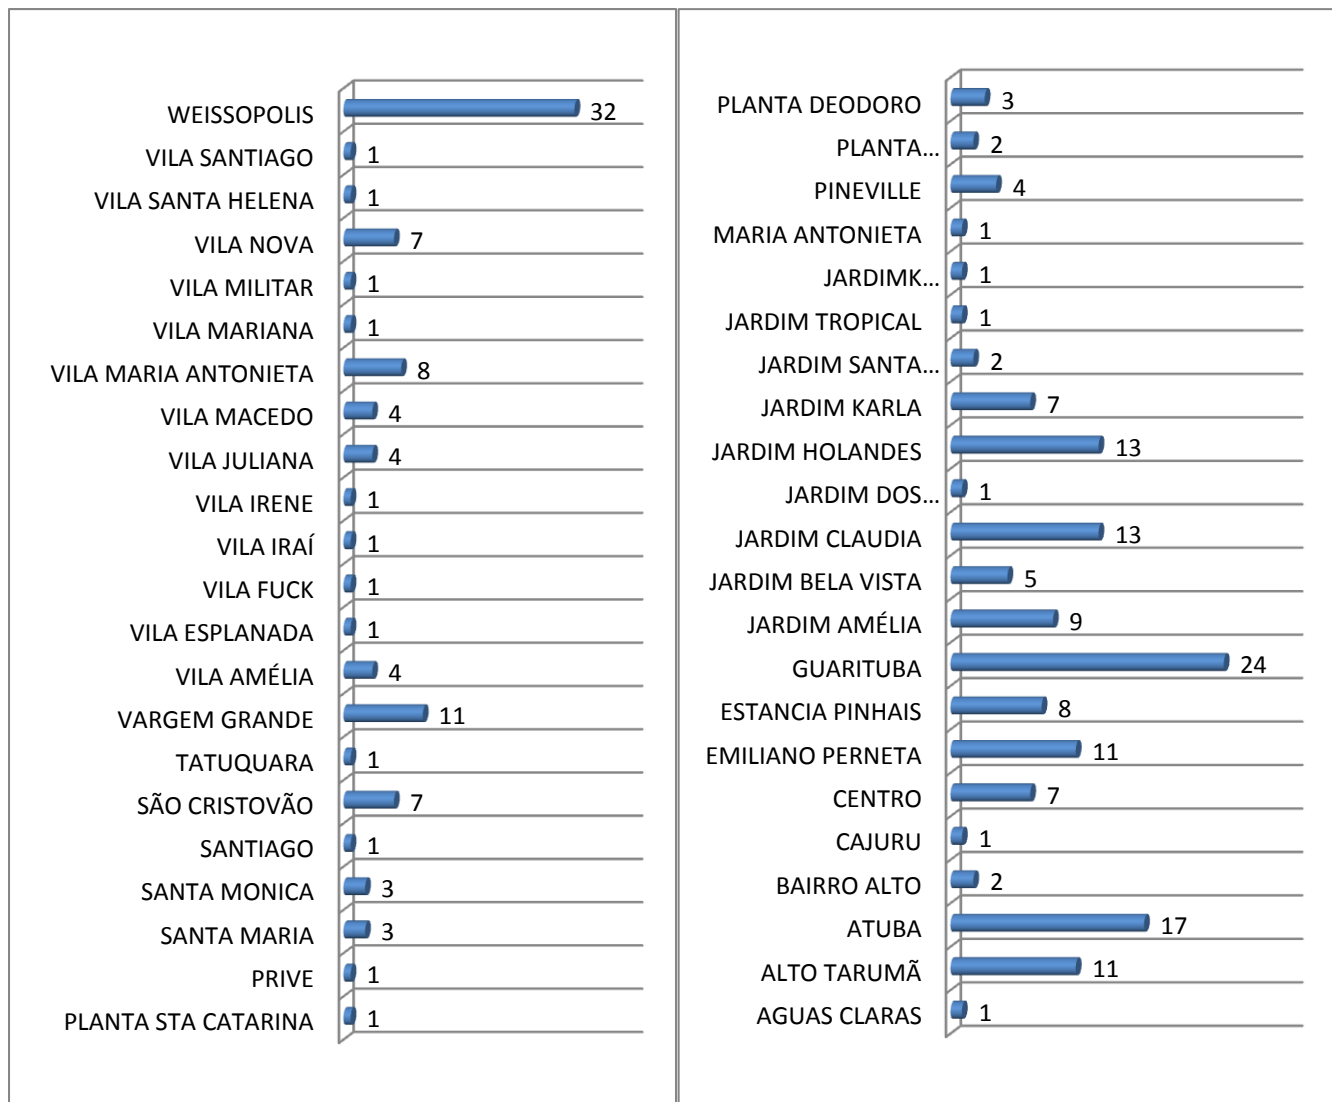 WEISSOPOLIS 32
VILA SANTIAGO 1
VILA SANTA HELENA 1
VILA NOVA 7
VILA MILITAR 1
VILA MARIANA 1
VILA MARIA ANTONIETA 8
VILA MACEDO 4
VILA JULIANA 4
VILA IRENE 1
VILA IRAÍ 1
VILA FUCK 1
VILA ESPLANADA 1
VILA AMÉLIA 4
VARGEM GRANDE 11
TATUQUARA 1
SÃO CRISTOVÃO 7
SANTIAGO 1
SANTA MONICA 3
SANTA MARIA 3
PRIVE 1
PLANTA STA CATARINA 1
PLANTA DEODORO 3
PLANTA... 2
PINEVILLE 4
MARIA ANTONIETA 1
JARDIMK... 1
JARDIM TROPICAL 1
JARDIM SANTA... 2
JARDIM KARLA 7
JARDIM HOLANDES 13
JARDIM DOS... 1
JARDIM CLAUDIA 13
JARDIM BELA VISTA 5
JARDIM AMÉLIA 9
GUARITUBA 24
ESTANCIA PINHAIS 8
EMILIANO PERNETA 11
CENTRO 7
CAJURU 1
BAIRRO ALTO 2
ATUBA 17
ALTO TARUMÃ 11
AGUAS CLARAS 1